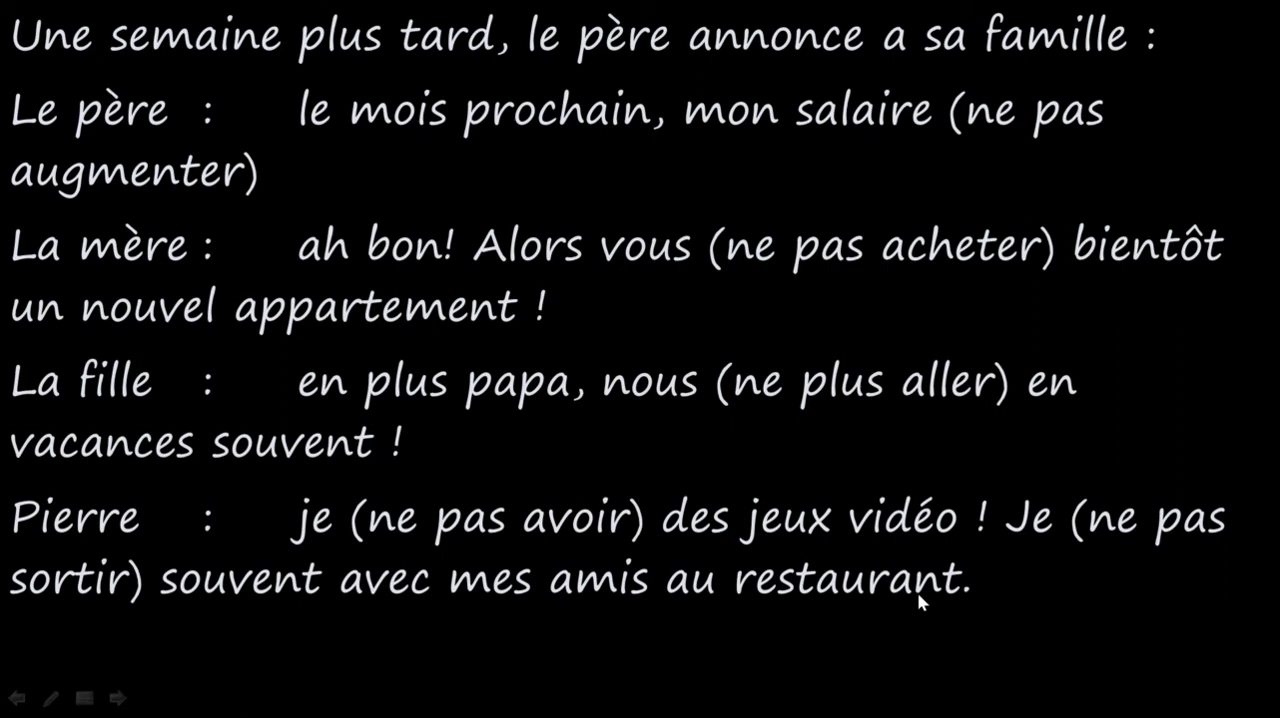 Une semaine plus tard, le père annonce a sa famille :
Le père : le mois prochain, mon salaire (ne pas
augmenter)
La mère : ah bon! Alors vous (ne pas acheter) bientôt
un nouvel appartement !
La fille : en plus papa, nous (ne plus aller) en
vacances souvent !
Pierre : je (ne pas avoir) des jeux vidéo ! Je (ne pas
sortir) souvent avec mes amis au restaurant.